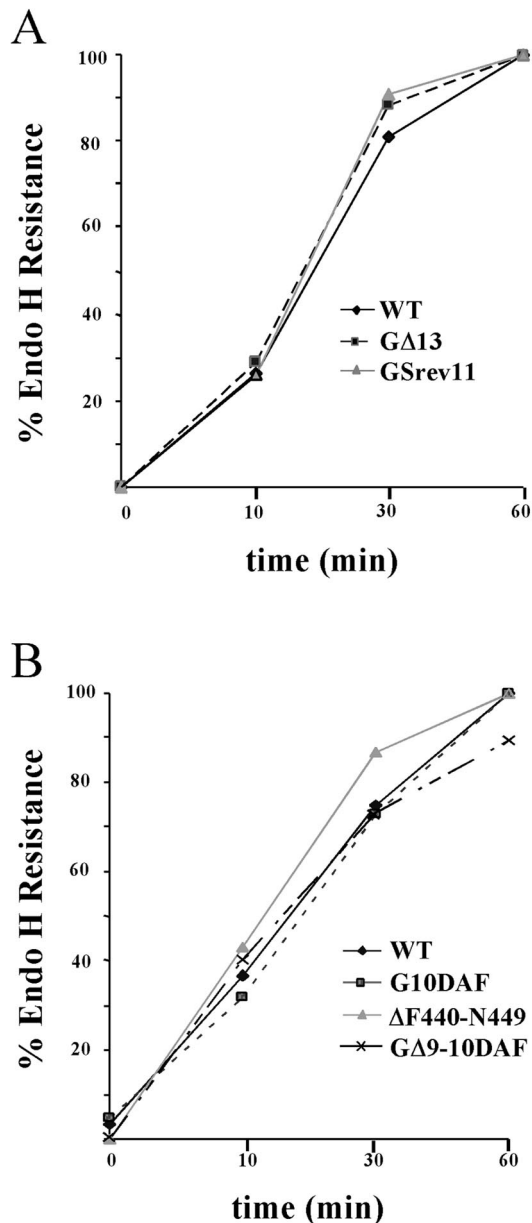 A
% Endo H Resistance
100
80
60
40
20
WT
GΔ13
GSrev11
0 10 30 60
time (min)
B
% Endo H Resistance
100
80
60
40
20
WT
G10DAF
ΔF440-N449
GΔ9-10DAF
0 10 30 60
time (min)